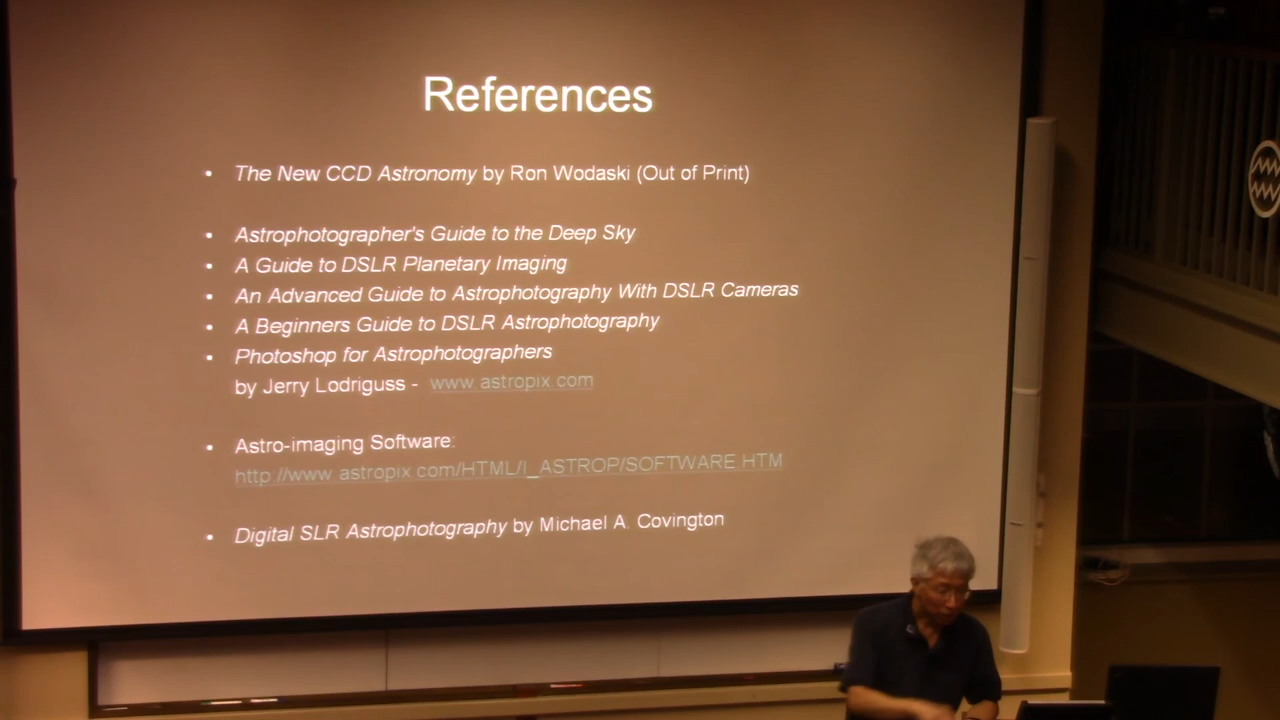 References
• The New CCD Astronomy by Ron Wodaski (Out of Print)
• Astrophotographer's Guide to the Deep Sky
• A Guide to DSLR Planetary Imaging
• An Advanced Guide to Astrophotography With DSLR Cameras
• A Beginners Guide to DSLR Astrophotography
• Photoshop for Astrophotographers
by Jerry Lodriguss - www.astropix.com
• Astro-imaging Software:
http://www.astropix.com/HTML/I_ASTROP/SOFTWARE.HTM
• Digital SLR Astrophotography by Michael A. Covington